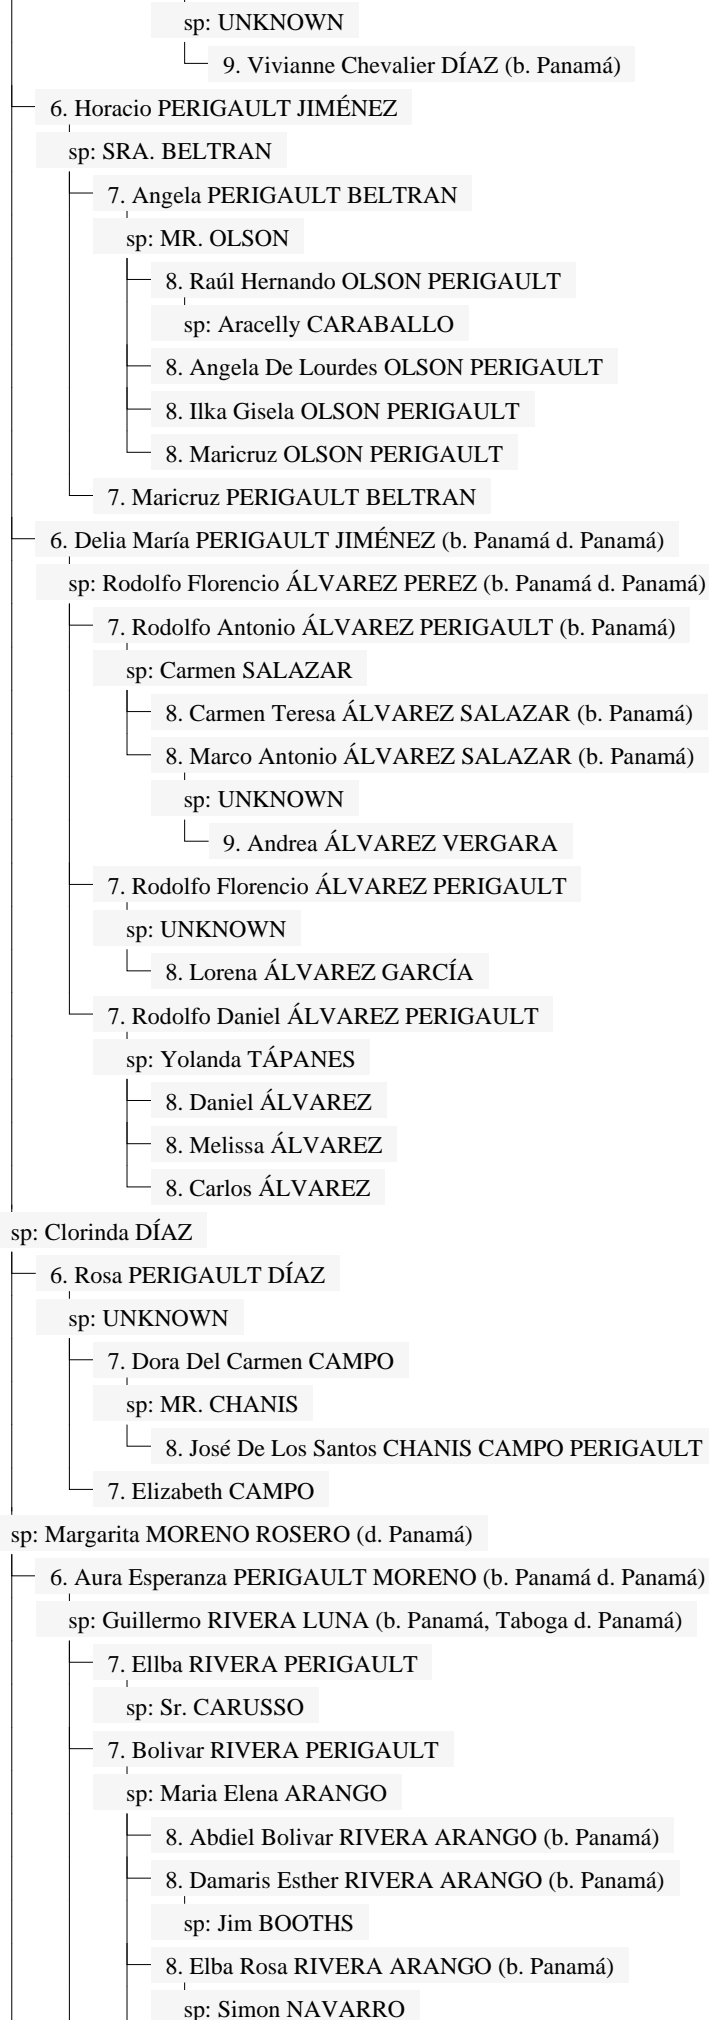 sp: UNKNOWN
9. Vivianne Chevalier DÍAZ (b. Panamá)
6. Horacio PERIGAULT JIMÉNEZ
sp: SRA. BELTRAN
7. Angela PERIGAULT BELTRAN
sp: MR. OLSON
8. Raúl Hernando OLSON PERIGAULT
sp: Aracelly CARABALLO
8. Angela De Lourdes OLSON PERIGAULT
8. Ilka Gisela OLSON PERIGAULT
8. Maricruz OLSON PERIGAULT
7. Maricruz PERIGAULT BELTRAN
6. Delia María PERIGAULT JIMÉNEZ (b. Panamá d. Panamá)
sp: Rodolfo Florencio ÁLVAREZ PEREZ (b. Panamá d. Panamá)
7. Rodolfo Antonio ÁLVAREZ PERIGAULT (b. Panamá)
sp: Carmen SALAZAR
8. Carmen Teresa ÁLVAREZ SALAZAR (b. Panamá)
8. Marco Antonio ÁLVAREZ SALAZAR (b. Panamá)
sp: UNKNOWN
9. Andrea ÁLVAREZ VERGARA
7. Rodolfo Florencio ÁLVAREZ PERIGAULT
sp: UNKNOWN
8. Lorena ÁLVAREZ GARCÍA
7. Rodolfo Daniel ÁLVAREZ PERIGAULT
sp: Yolanda TÁPANES
8. Daniel ÁLVAREZ
8. Melissa ÁLVAREZ
8. Carlos ÁLVAREZ
sp: Clorinda DÍAZ
6. Rosa PERIGAULT DÍAZ
sp: UNKNOWN
7. Dora Del Carmen CAMPO
sp: MR. CHANIS
8. José De Los Santos CHANIS CAMPO PERIGAULT
7. Elizabeth CAMPO
sp: Margarita MORENO ROSERO (d. Panamá)
6. Aura Esperanza PERIGAULT MORENO (b. Panamá d. Panamá)
sp: Guillermo RIVERA LUNA (b. Panamá, Taboga d. Panamá)
7. Ellba RIVERA PERIGAULT
sp: Sr. CARUSSO
7. Bolivar RIVERA PERIGAULT
sp: Maria Elena ARANGO
8. Abdiel Bolivar RIVERA ARANGO (b. Panamá)
8. Damaris Esther RIVERA ARANGO (b. Panamá)
sp: Jim BOOTHS
8. Elba Rosa RIVERA ARANGO (b. Panamá)
sp: Simon NAVARRO